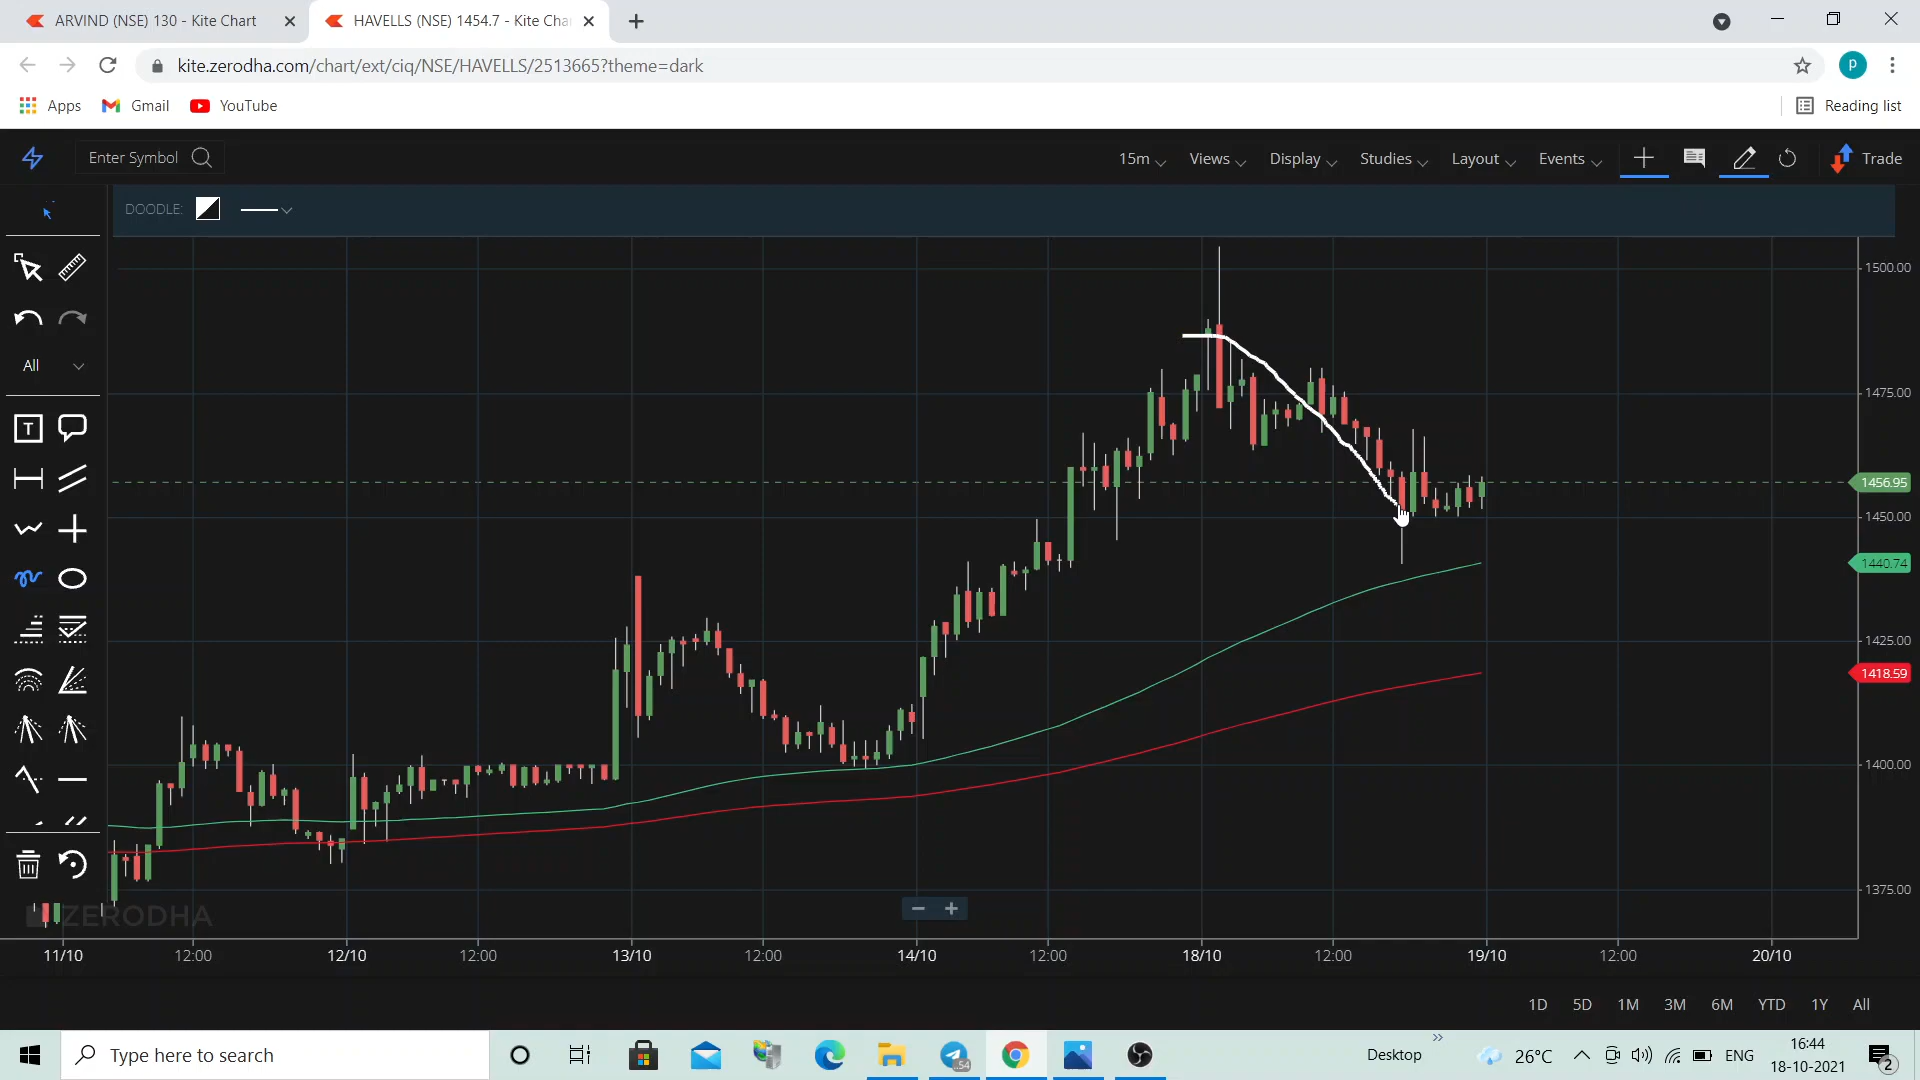 ARVIND (NSE) 130 - Kite Chart
HAVELLS (NSE) 1454.7 - Kite Cha
kite.zerodha.com/chart/ext/ciq/NSE/HAVELLS/2513665?theme=dark
P
Apps Gmail YouTube Reading list
Enter Symbol 15m Views Display Studies Layout Events Trade
DOODLE:
All
T
1500.00
1475.00
1456.95
1450.00
1440.74
1425.00
1418.59
1400.00
1375.00
ZERODHA
11/10 12:00 12/10 12:00 13/10 12:00 14/10 12:00 18/10 12:00 19/10 12:00 20/10
1D 5D 1M 3M 6M YTD 1Y All
Type here to search
54
Desktop
26°C
ENG
16:44
18-10-2021
2